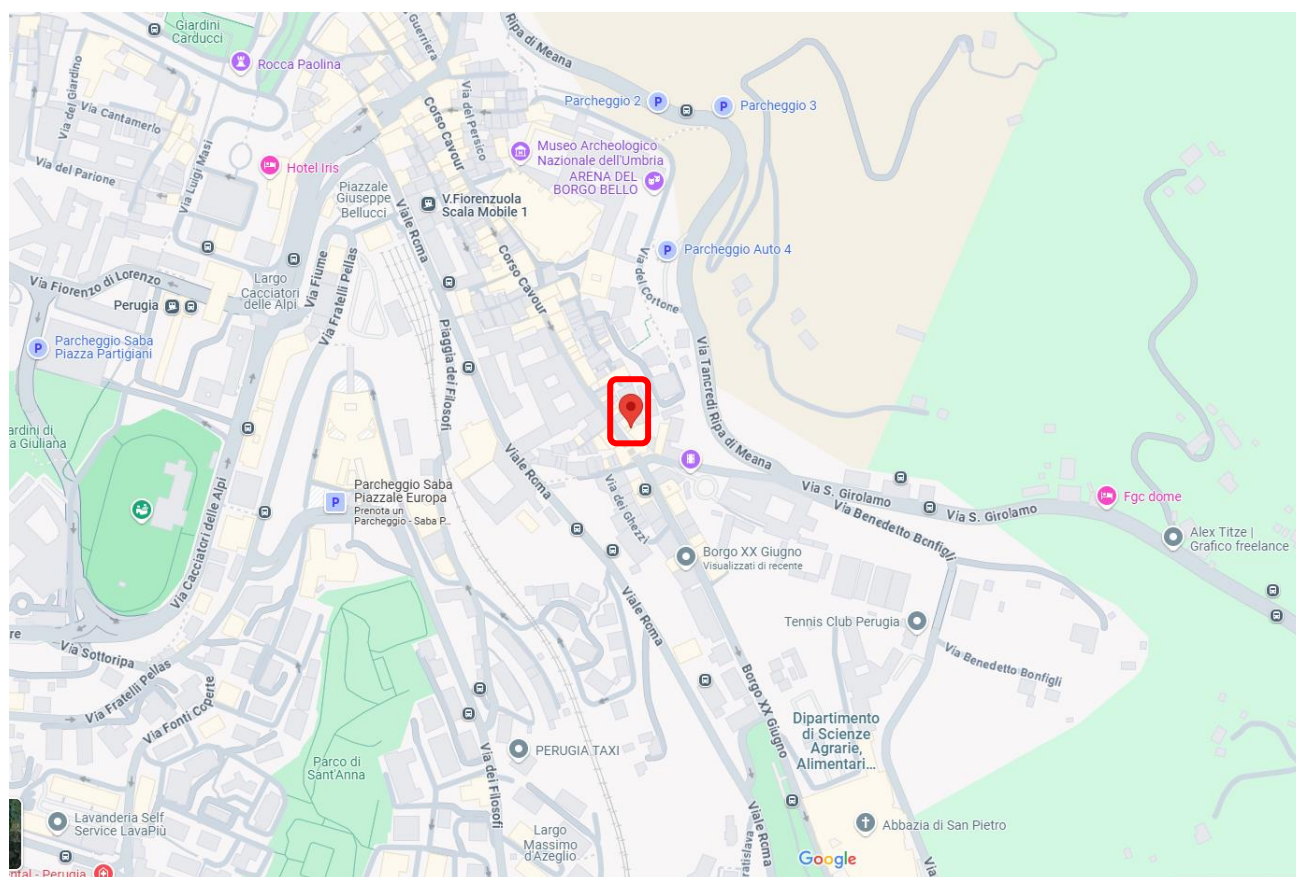 Giardini
Carducci
Rocca Paolina
Guerriera
Ripa di Meana
Via del Giardino
Via Cantamerlo
Via Luigi Masi
Via del Parione
Hotel Iris
Corso Cavour
Via del Persico
Parcheggio 2
P
P
Parcheggio 3
Museo Archeologico
Nazionale dell'Umbria
ARENA DEL
BORGO BELLO
Piazzale
Giuseppe
Bellucci
V.Fiorenzuola
Scala Mobile 1
Viale Roma
Corso Cavour
Via del Cortone
P
Parcheggio Auto 4
Via Fiorenzo di Lorenzo
Largo
Cacciatori
delle Alpi
Via Fiume
Via Fratelli Pellas
Perugia
P
Parcheggio Saba
Piazza Partigiani
Piaggia dei Filosofi
Via Tancredi Ripa di Meana
ardini di
a Giuliana
Via Cacciatori delle Alpi
P
Parcheggio Saba
Piazzale Europa
Prenota un
Parcheggio - Saba P...
Viale Roma
Via dei Ghezzi
Via S. Girolamo
Via Benedetto Bonfigli
Via S. Girolamo
Fgc dome
Alex Titze |
Grafico freelance
Borgo XX Giugno
Visualizzati di recente
Viale Roma
Tennis Club Perugia
Via Benedetto Bonfigli
re
Via Sottoripa
Via Fratelli Pellas
Via Fonti Coperte
Borgo XX Giugno
Dipartimento
di Scienze
Agrarie,
Alimentari...
PERUGIA TAXI
Parco di
Sant'Anna
Via dei Filosofi
Lavanderia Self
Service LavaPiù
Largo
Massimo
d'Azeglio
Viale Roma
Abbazia di San Pietro
Google
Via
ntal - Perugia